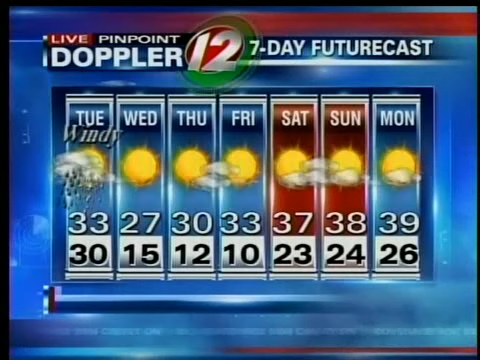 LIVE PINPOINT
DOPPLER 12 7-DAY FUTURECAST
TUE WED THU FRI SAT SUN MON
Windy
33 27 30 33 37 38 39
30 15 12 10 23 24 26